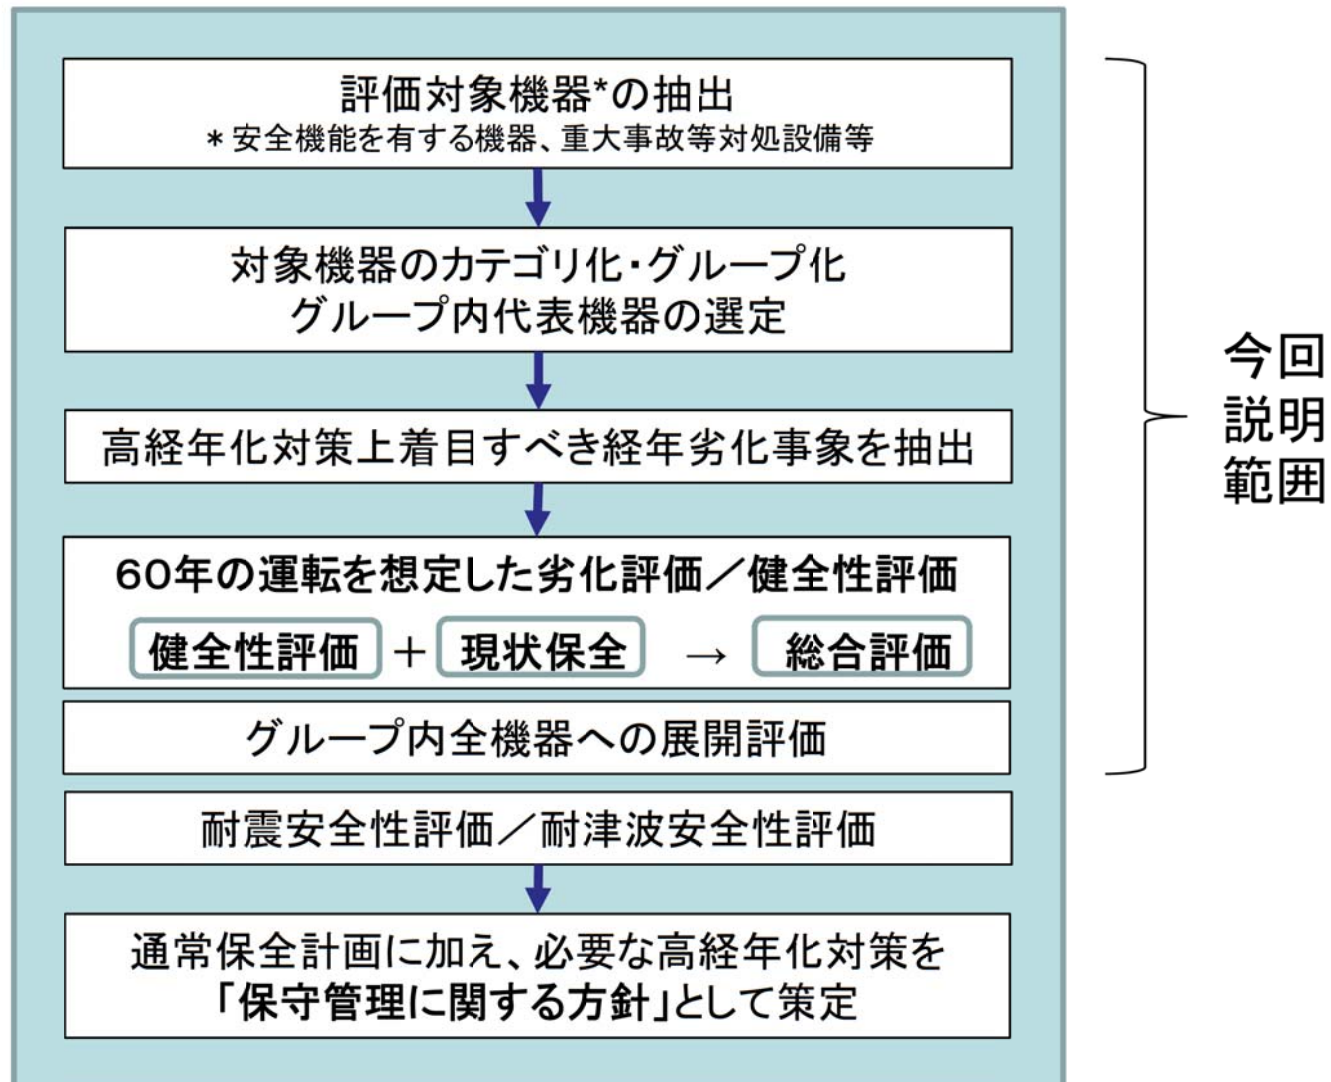 評価対象機器*の抽出
*安全機能を有する機器、重大事故等対処設備等
対象機器のカテゴリ化・グループ化
グループ内代表機器の選定
高経年化対策上着目すべき経年劣化事象を抽出
60年の運転を想定した劣化評価／健全性評価
健全性評価 + 現状保全 → 総合評価
グループ内全機器への展開評価
耐震安全性評価／耐津波安全性評価
通常保全計画に加え、必要な高経年化対策を
「保守管理に関する方針」として策定
今回
説明
範囲